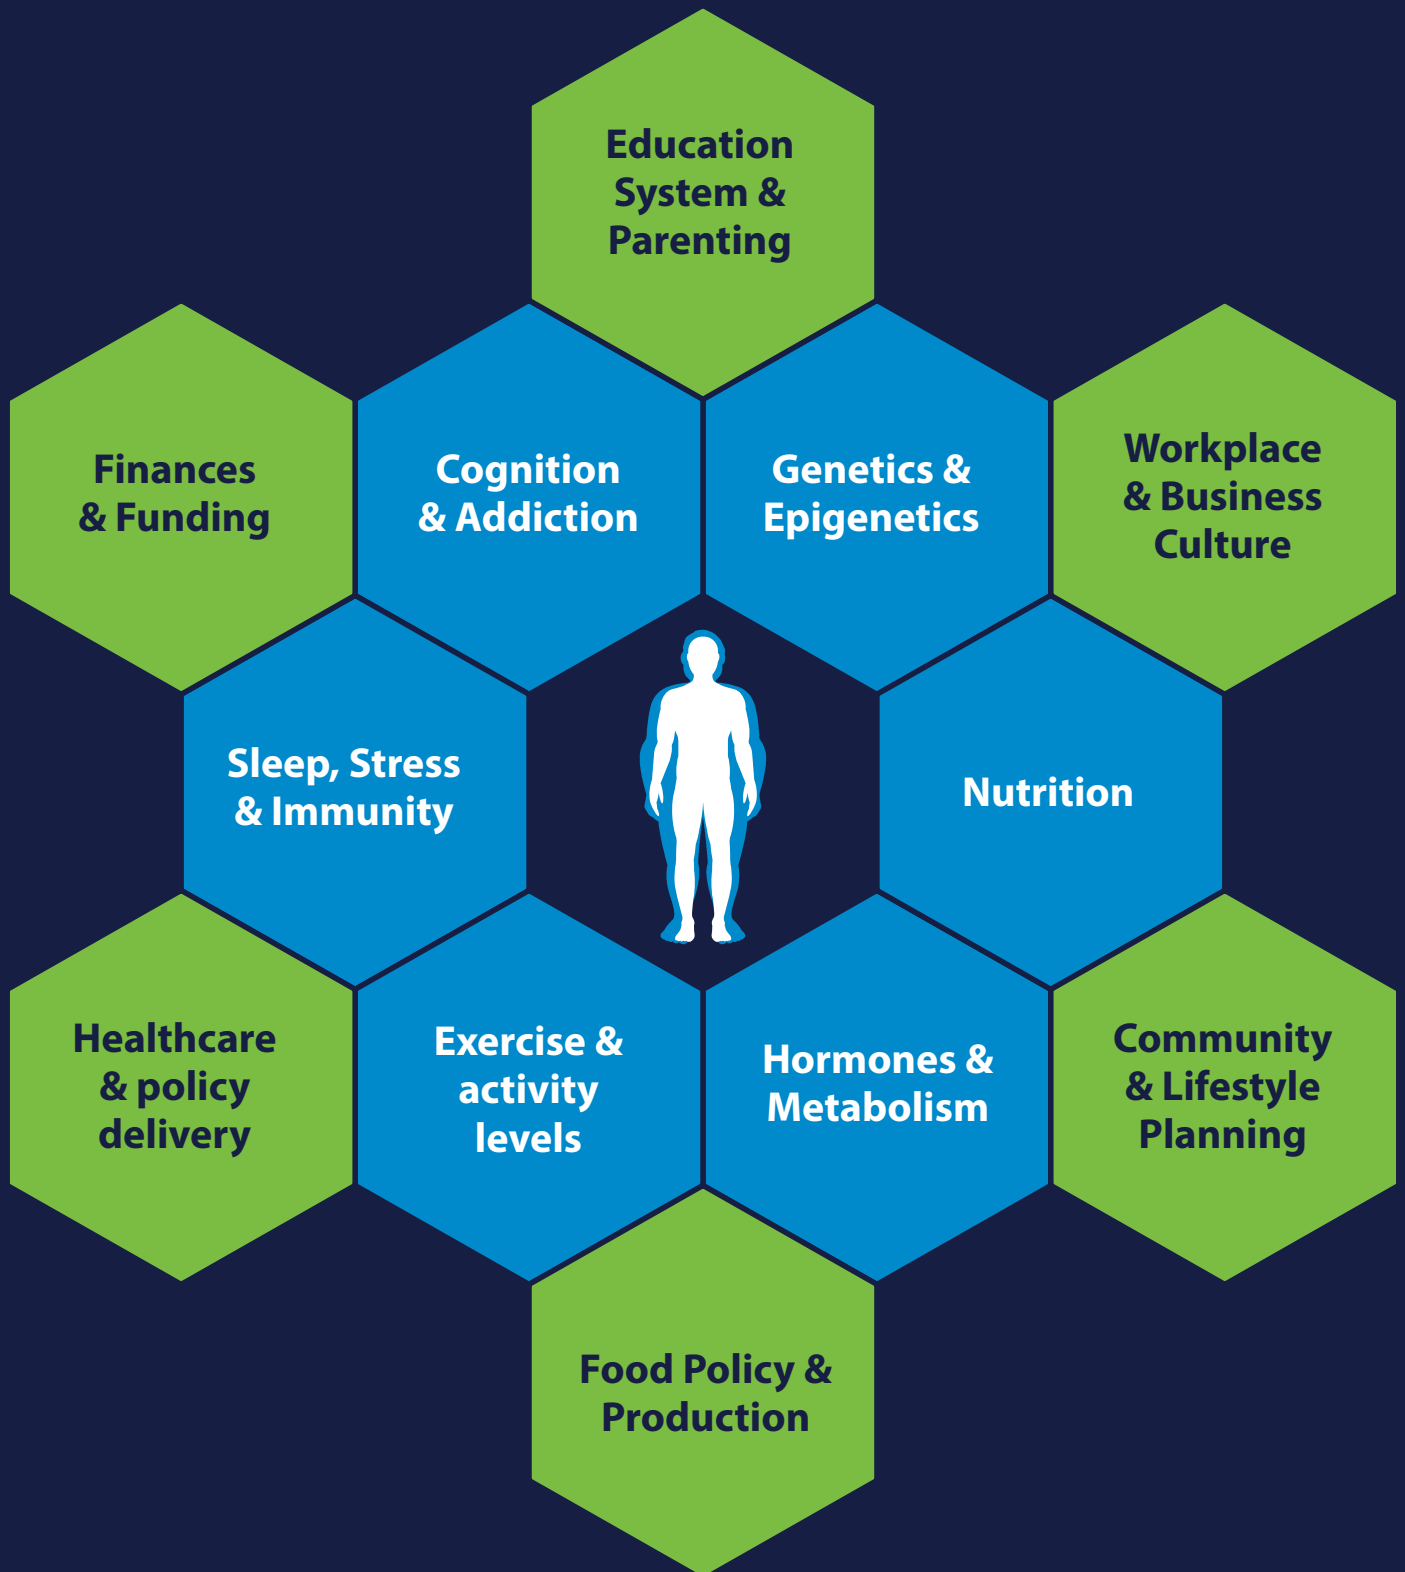 Education
System &
Parenting
Finances
& Funding
Cognition
& Addiction
Genetics &
Epigenetics
Workplace
& Business
Culture
Sleep, Stress
& Immunity
Nutrition
Healthcare
& policy
delivery
Exercise &
activity
levels
Hormones &
Metabolism
Community
& Lifestyle
Planning
Food Policy &
Production